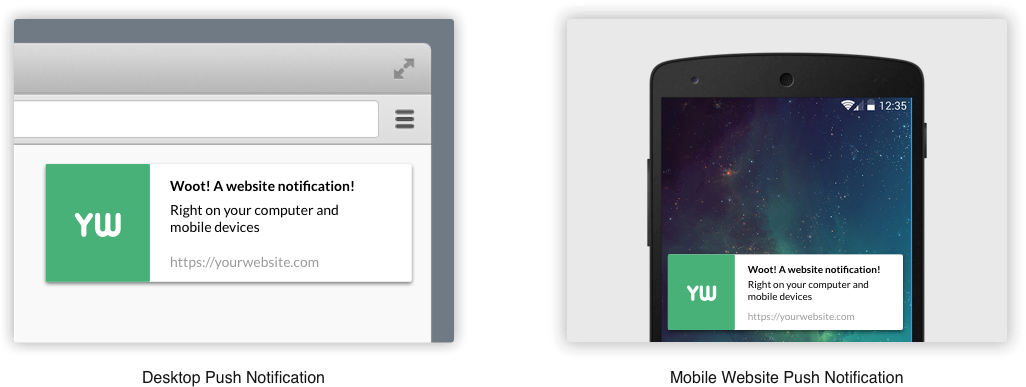 YW
Woot! A website notification!
Right on your computer and
mobile devices
https://yourwebsite.com
Desktop Push Notification
12:35
YW
Woot! A website notification!
Right on your computer and
mobile devices
https://yourwebsite.com
Mobile Website Push Notification